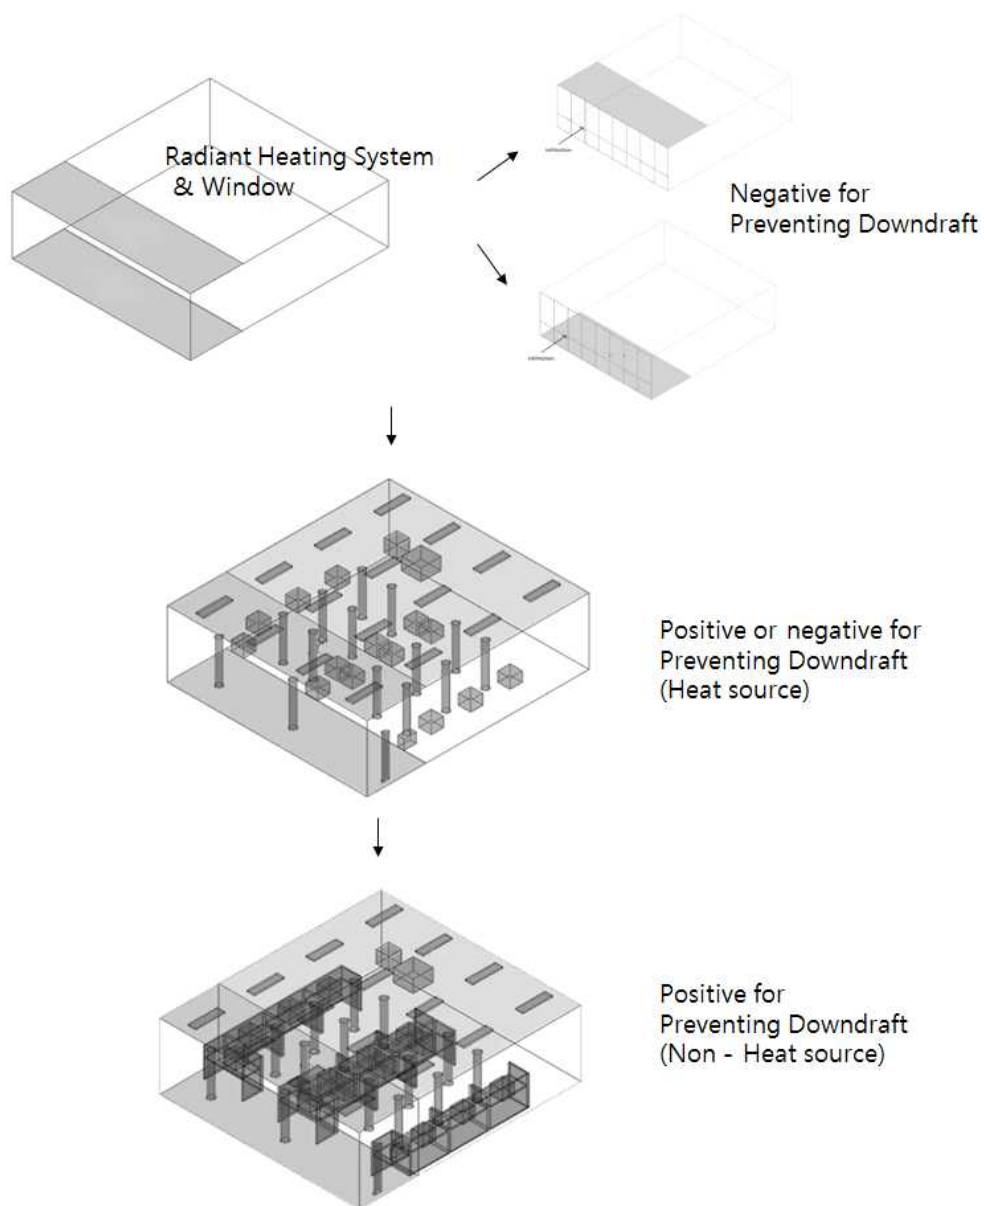 Radiant Heating System
& Window
Negative for
Preventing Downdraft
Positive or negative for
Preventing Downdraft
(Heat source)
Positive for
Preventing Downdraft
(Non - Heat source)